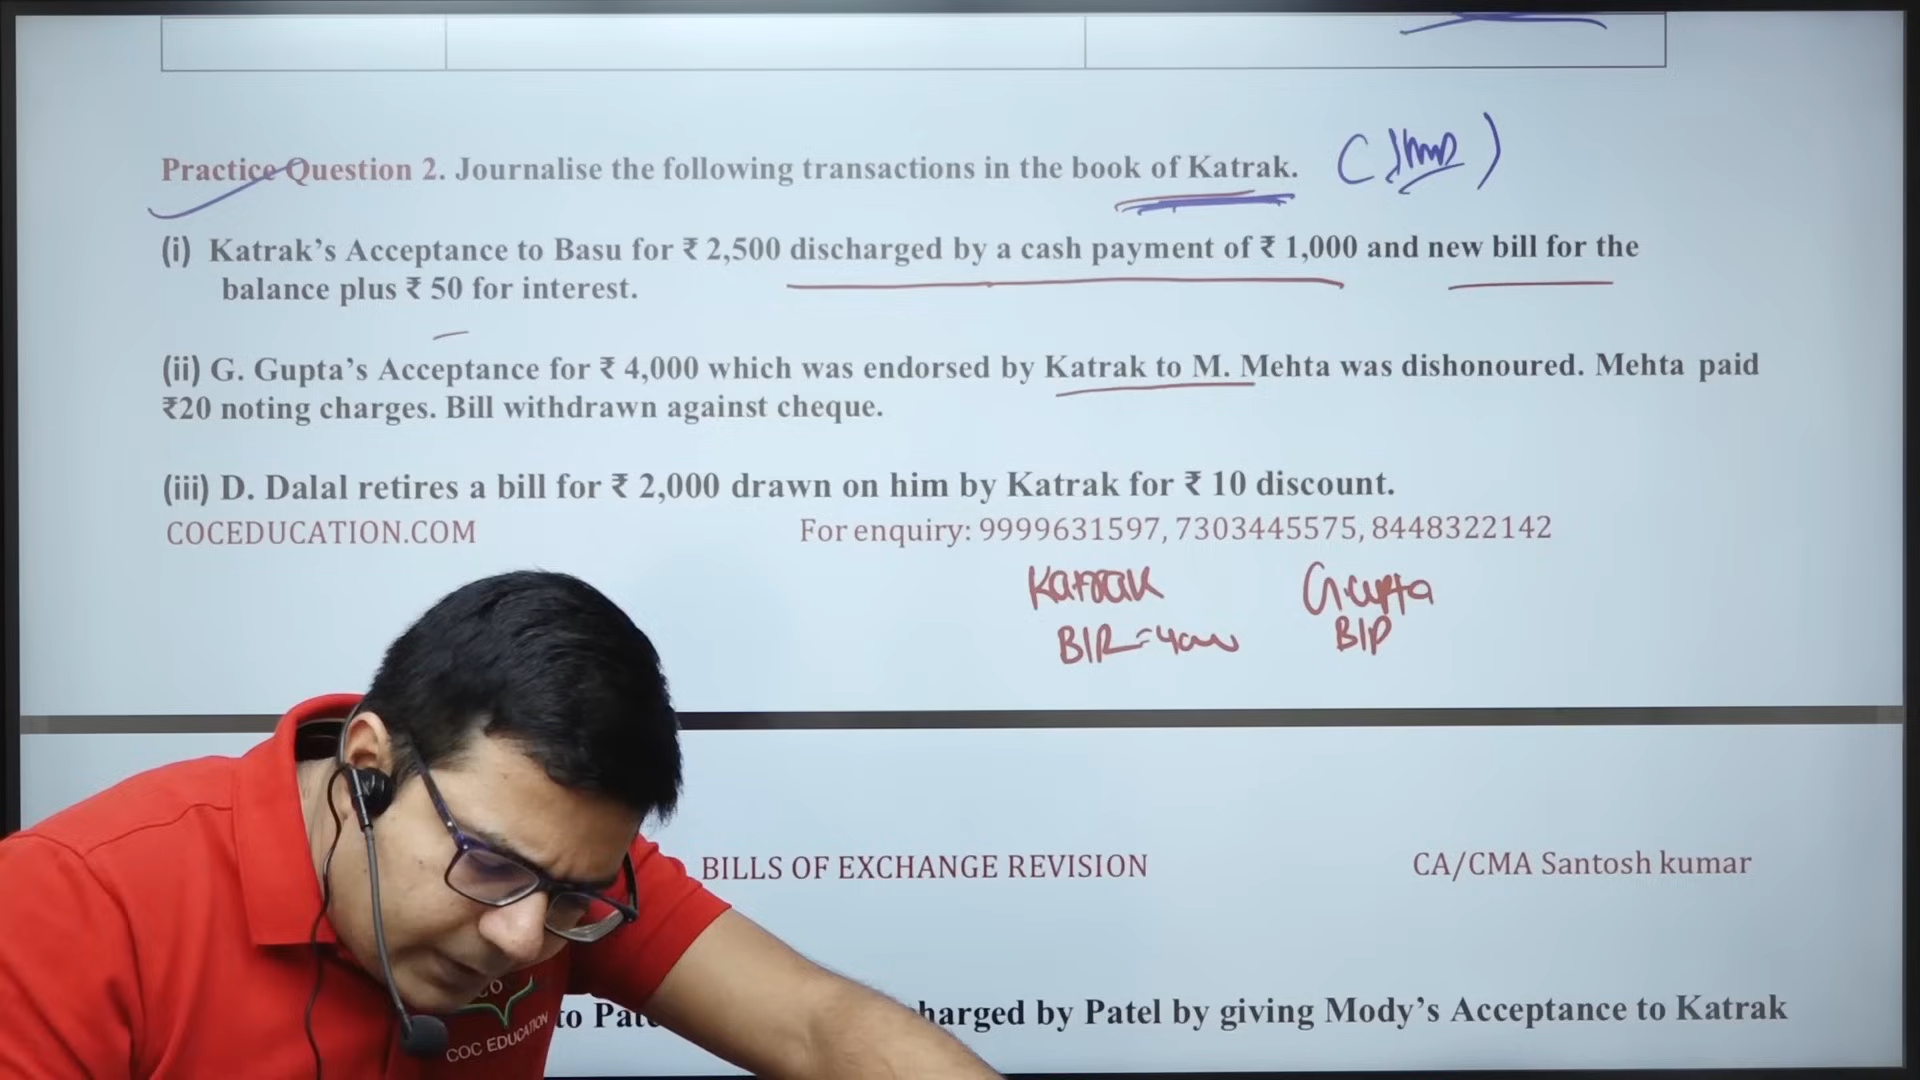 Practice Question 2. Journalise the following transactions in the book of Katrak. (Imp)
(i) Katrak's Acceptance to Basu for ₹ 2,500 discharged by a cash payment of ₹ 1,000 and new bill for the
balance plus ₹ 50 for interest.
(ii) G. Gupta's Acceptance for ₹ 4,000 which was endorsed by Katrak to M. Mehta was dishonoured. Mehta paid
₹20 noting charges. Bill withdrawn against cheque.
(iii) D. Dalal retires a bill for ₹ 2,000 drawn on him by Katrak for ₹ 10 discount.
COCEDUCATION.COM For enquiry: 9999631597, 7303445575, 8448322142
Katrak G.Gupta
B/R = 4000 B/P
BILLS OF EXCHANGE REVISION CA/CMA Santosh kumar
to harged by Patel by giving Mody's Acceptance to Katrak
COC EDUCATION